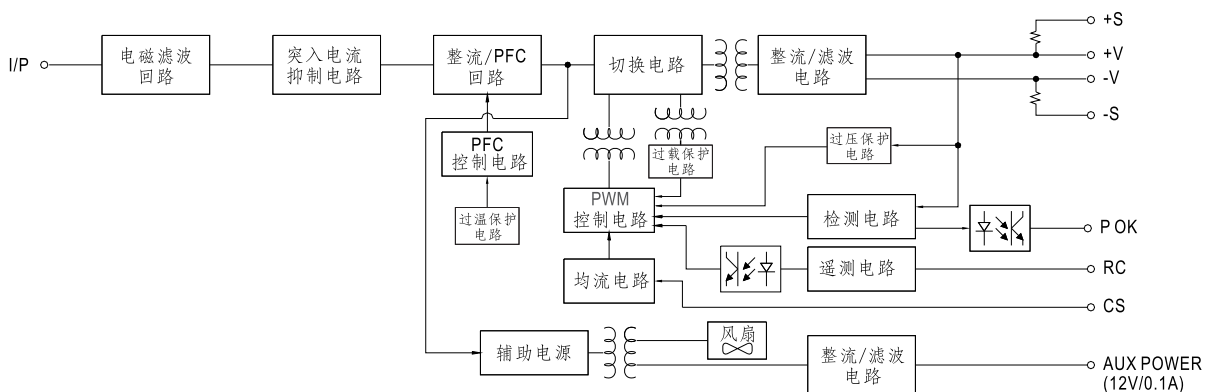 I/P
电磁滤波
回路
突入电流
抑制电路
整流/PFC
回路
切换电路
整流/滤波
电路
+S
+V
-V
-S
PFC
控制电路
过载保护
电路
过压保护
电路
过温保护
电路
PWM
控制电路
检测电路
P OK
均流电路
遥测电路
RC
CS
辅助电源
风扇
整流/滤波
电路
AUX POWER
(12V/0.1A)